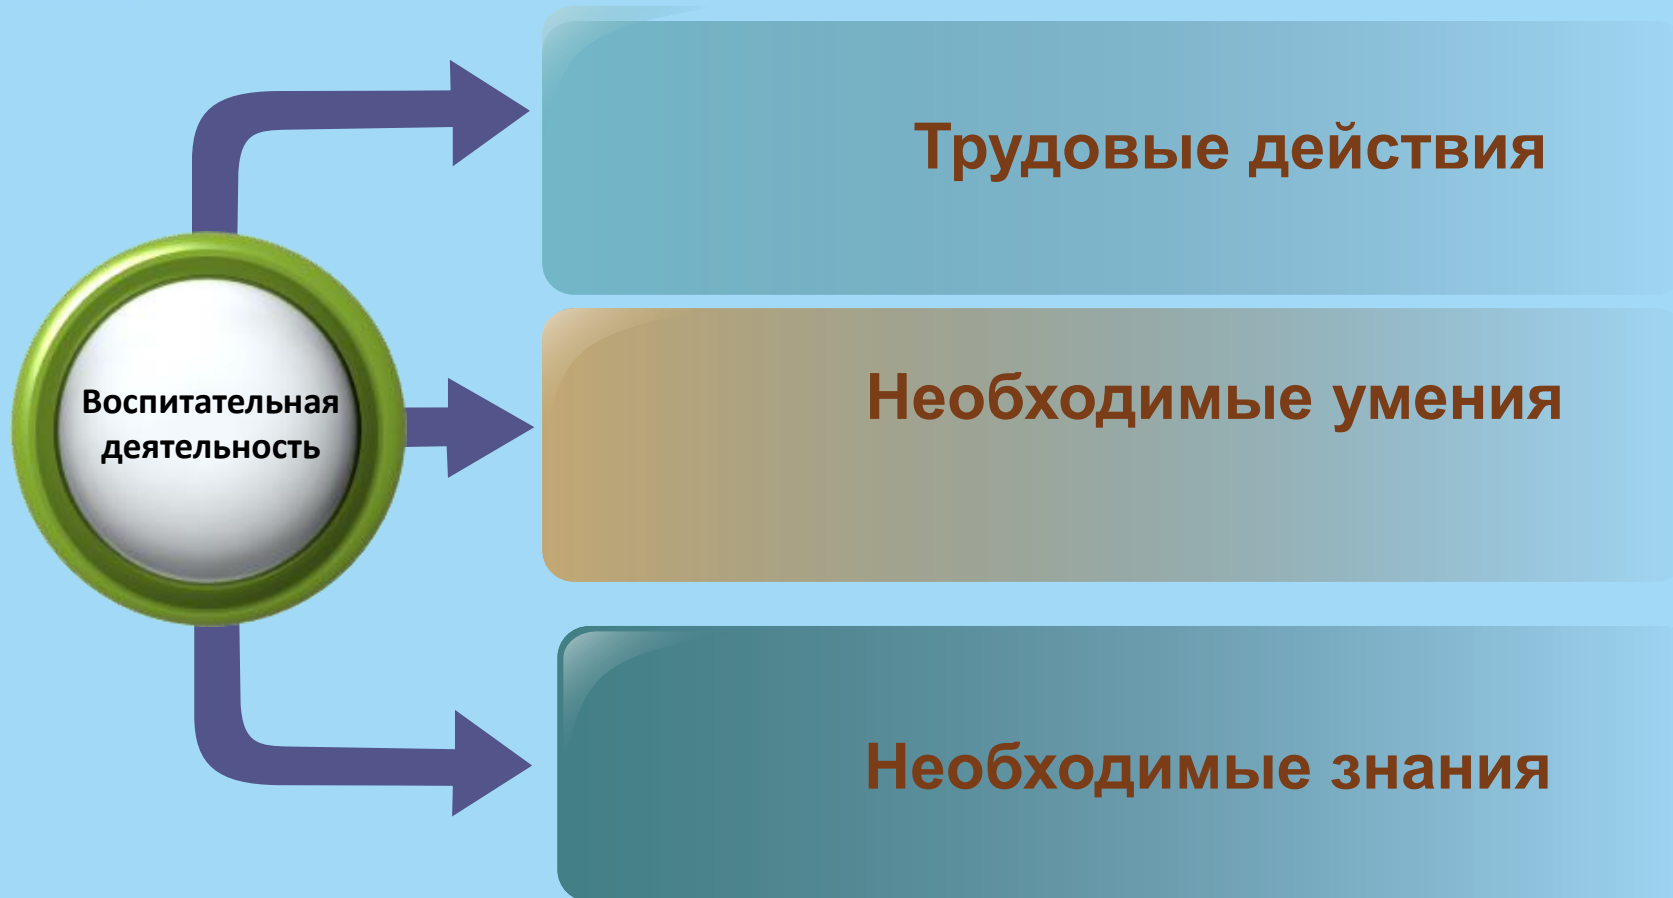 Трудовые действия
Воспитательная
деятельность
Необходимые умения
Необходимые знания